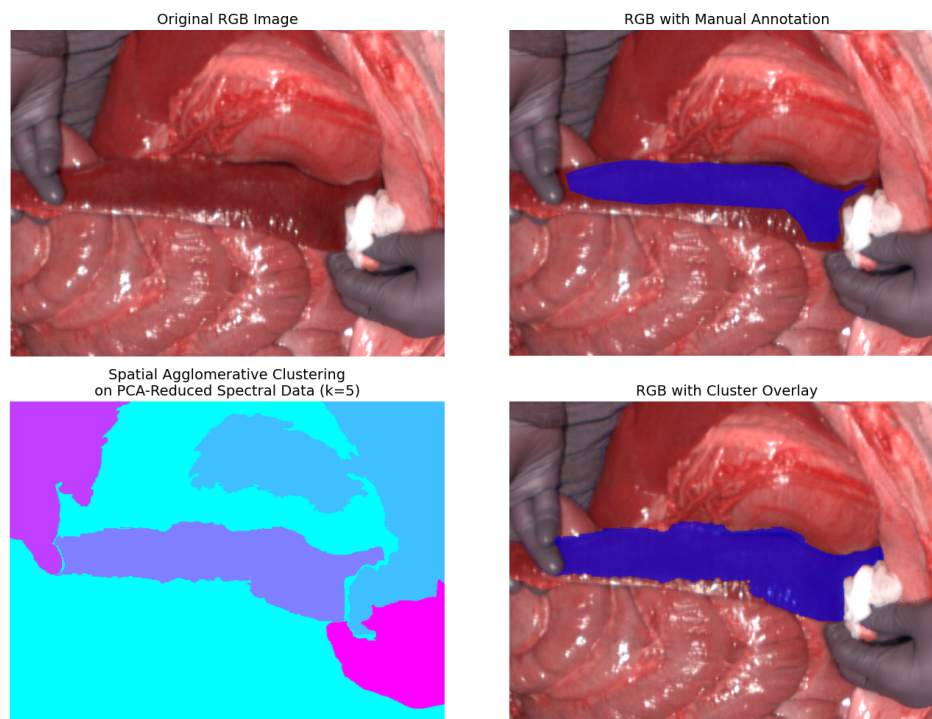 Original RGB Image
RGB with Manual Annotation
Spatial Agglomerative Clustering
on PCA-Reduced Spectral Data (k=5)
RGB with Cluster Overlay